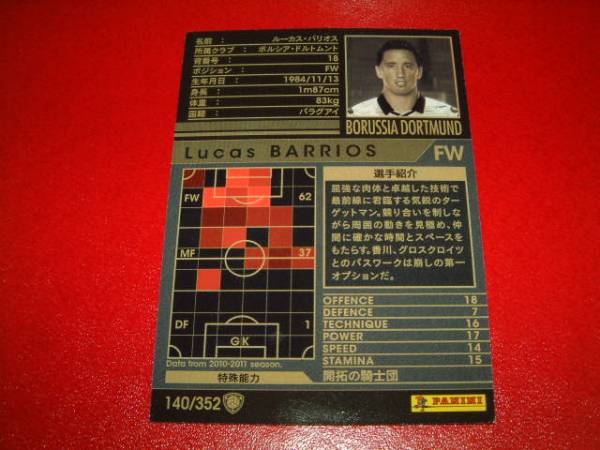 名前 : ルーカス・バリオス
所属クラブ : ボルシア・ドルトムント
背番号 : 18
ポジション : FW
生年月日 : 1984/11/13
身長 : 1m87cm
体重 : 83kg
国籍 : パラグアイ
BORUSSIA DORTMUND
Lucas BARRIOS FW
FW 62
MF 37
DF 1
GK
Data from 2010-2011 season.
選手紹介
屈強な肉体と卓越した技術で
最前線に君臨する気鋭のター
ゲットマン。競り合いを制しな
がら周囲の動きを見極め、仲
間に確かな時間とスペースを
もたらす。香川、グロスクロイツ
とのパスワークは崩しの第一
オプションだ。
OFFENCE 18
DEFENCE 7
TECHNIQUE 16
POWER 17
SPEED 14
STAMINA 15
特殊能力 開拓の騎士団
140/352
PANINI